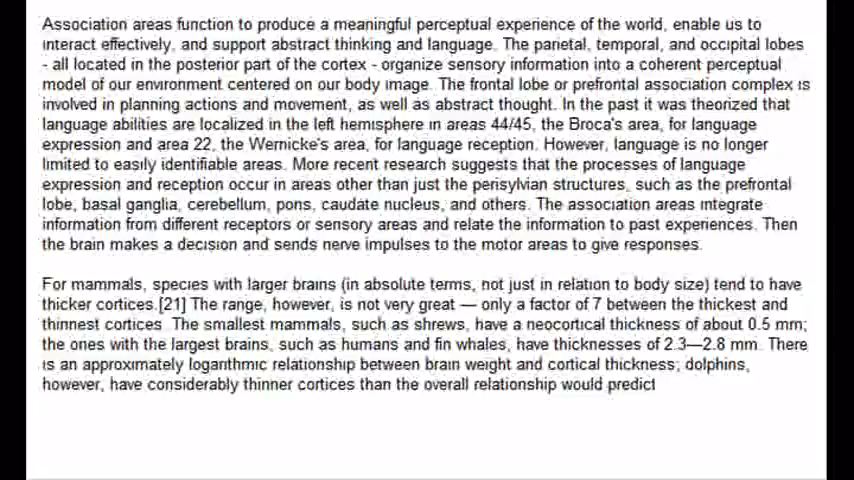 Association areas function to produce a meaningful perceptual experience of the world, enable us to
interact effectively, and support abstract thinking and language. The parietal, temporal, and occipital lobes
- all located in the posterior part of the cortex - organize sensory information into a coherent perceptual
model of our environment centered on our body image. The frontal lobe or prefrontal association complex is
involved in planning actions and movement, as well as abstract thought. In the past it was theorized that
language abilities are localized in the left hemisphere in areas 44/45, the Broca's area, for language
expression and area 22, the Wernicke's area, for language reception. However, language is no longer
limited to easily identifiable areas. More recent research suggests that the processes of language
expression and reception occur in areas other than just the perisylvian structures, such as the prefrontal
lobe, basal ganglia, cerebellum, pons, caudate nucleus, and others. The association areas integrate
information from different receptors or sensory areas and relate the information to past experiences. Then
the brain makes a decision and sends nerve impulses to the motor areas to give responses.
For mammals, species with larger brains (in absolute terms, not just in relation to body size) tend to have
thicker cortices.[21] The range, however, is not very great — only a factor of 7 between the thickest and
thinnest cortices. The smallest mammals, such as shrews, have a neocortical thickness of about 0.5 mm;
the ones with the largest brains, such as humans and fin whales, have thicknesses of 2.3—2.8 mm. There
is an approximately logarithmic relationship between brain weight and cortical thickness; dolphins,
however, have considerably thinner cortices than the overall relationship would predict